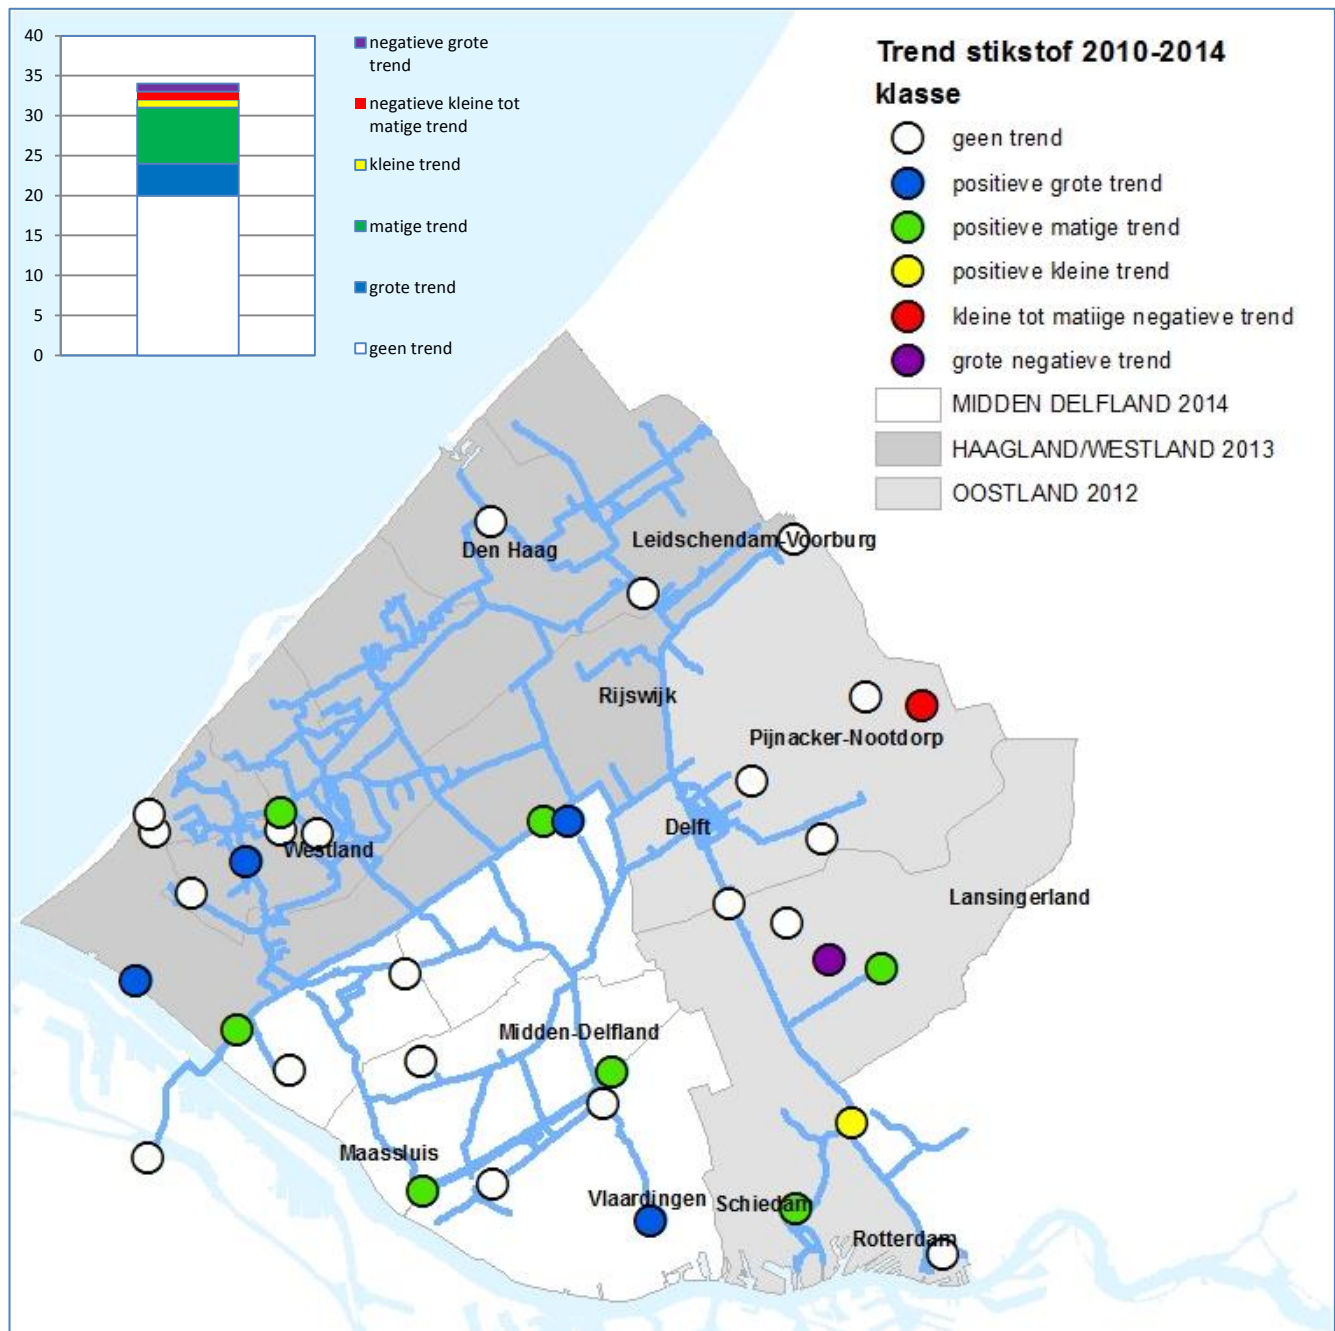 40
35
30
25
20
15
10
5
0
negatieve grote
trend
negatieve kleine tot
matige trend
kleine trend
matige trend
grote trend
geen trend
Trend stikstof 2010-2014
klasse
geen trend
positieve grote trend
positieve matige trend
positieve kleine trend
kleine tot matiige negatieve trend
grote negatieve trend
MIDDEN DELFLAND 2014
HAAGLAND/WESTLAND 2013
OOSTLAND 2012
Den Haag
Leidschendam-Voorburg
Rijswijk
Pijnacker-Nootdorp
Delft
Westland
Lansingerland
Midden-Delfland
Maassluis
Vlaardingen
Schiedam
Rotterdam